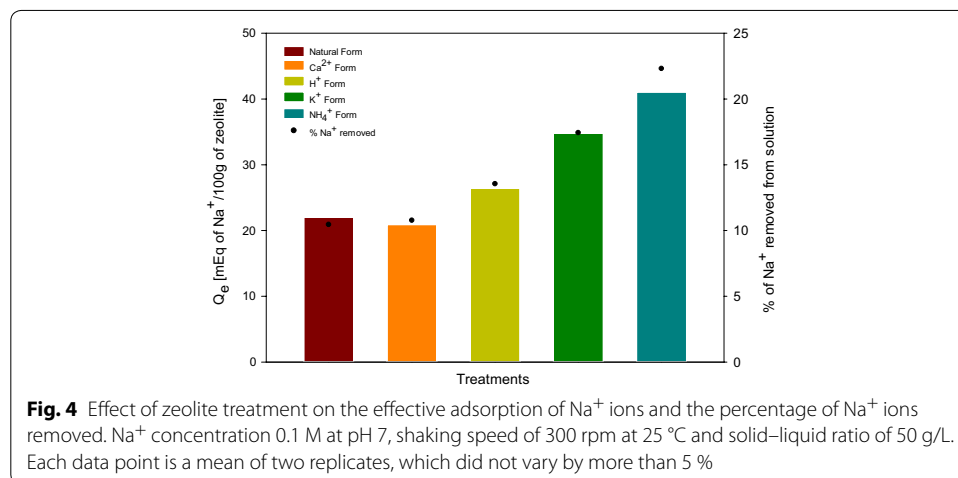 50
40
30
20
10
0
Q_e [mEq of Na⁺/100g of zeolite]
Natural Form
Ca²⁺ Form
H⁺ Form
K⁺ Form
NH₄⁺ Form
% Na⁺ removed
25
20
15
10
5
0
% of Na⁺ removed from solution
Treatments
Fig. 4 Effect of zeolite treatment on the effective adsorption of Na⁺ ions and the percentage of Na⁺ ions
removed. Na⁺ concentration 0.1 M at pH 7, shaking speed of 300 rpm at 25 °C and solid–liquid ratio of 50 g/L.
Each data point is a mean of two replicates, which did not vary by more than 5 %